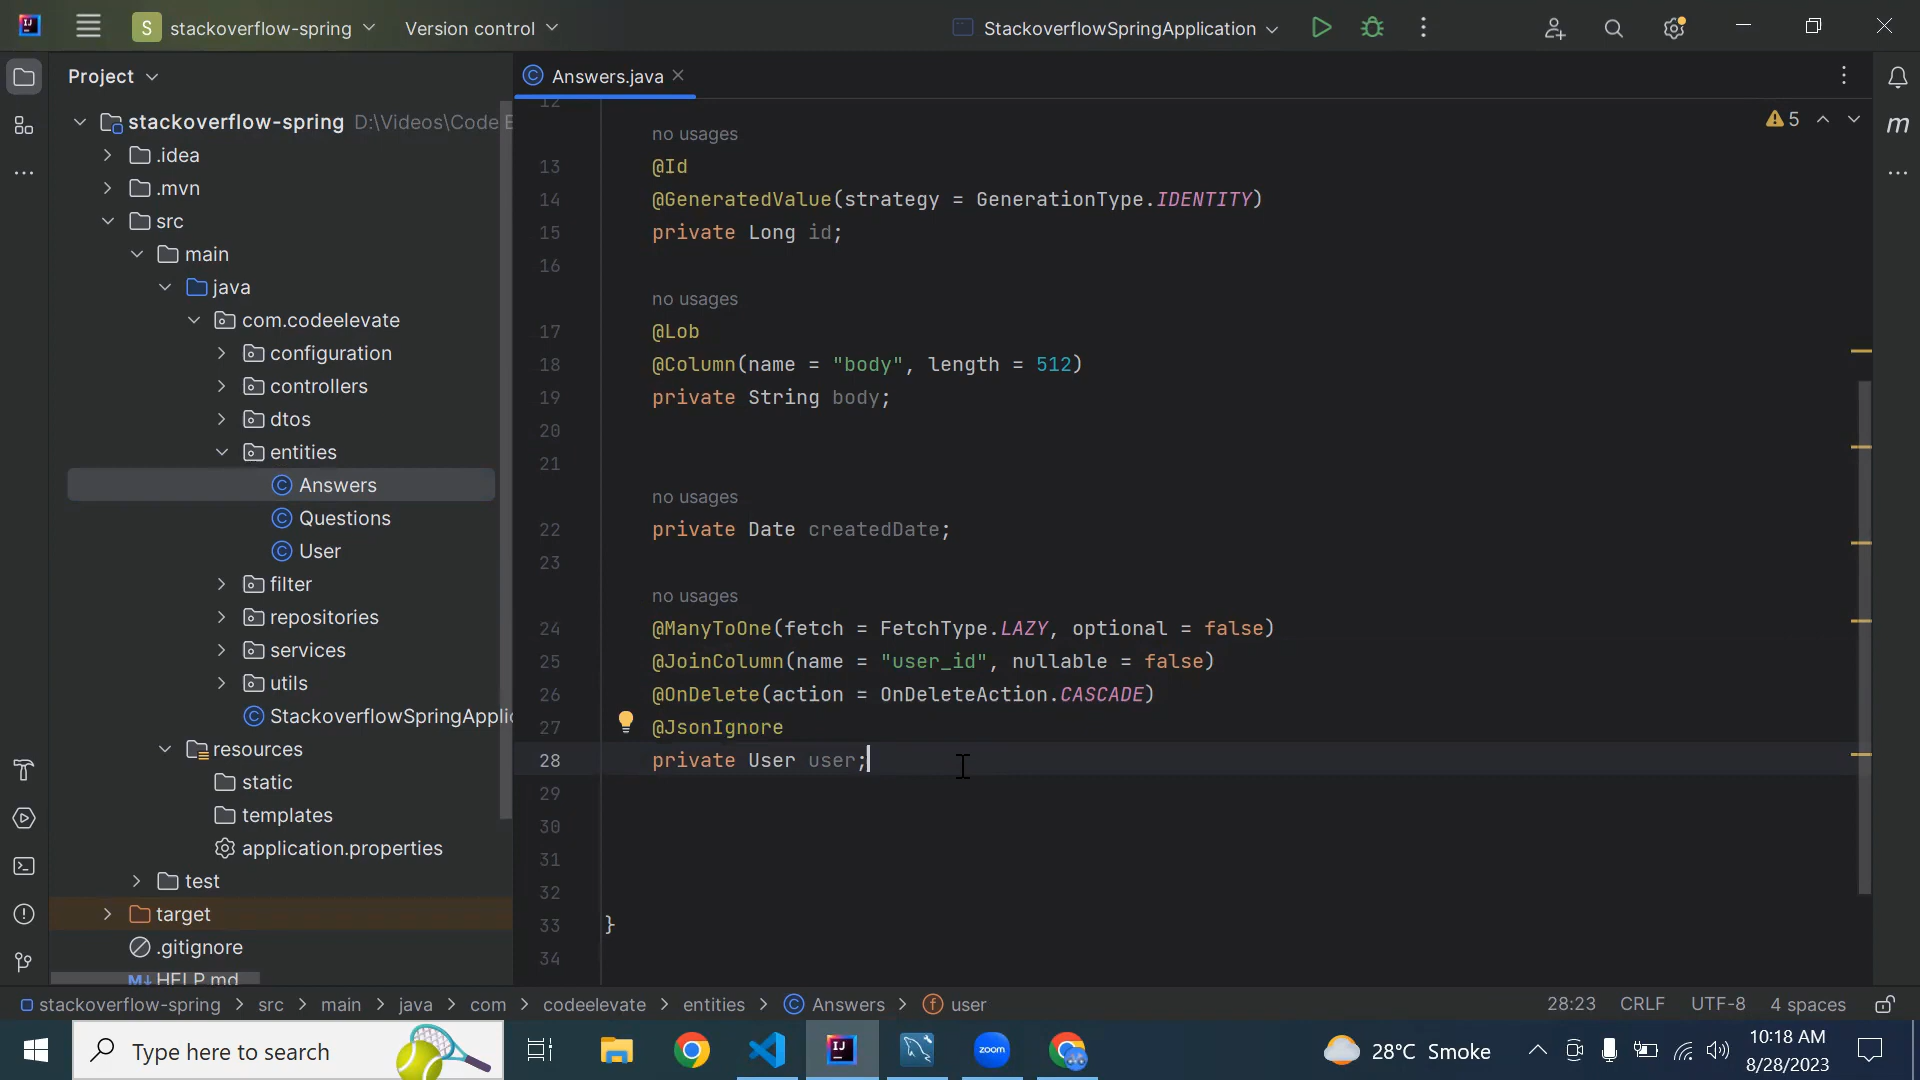 S stackoverflow-spring Version control StackoverflowSpringApplication
Project
Answers.java
stackoverflow-spring D:\Videos\Code E
.idea
.mvn
src
main
java
com.codeelevate
configuration
controllers
dtos
entities
Answers
Questions
User
filter
repositories
services
utils
StackoverflowSpringAppli
resources
static
templates
application.properties
test
target
.gitignore
M↓ HELP.md
5
m
12
no usages
13 @Id
14 @GeneratedValue(strategy = GenerationType.IDENTITY)
15 private Long id;
16
no usages
17 @Lob
18 @Column(name = "body", length = 512)
19 private String body;
20
21
no usages
22 private Date createdDate;
23
no usages
24 @ManyToOne(fetch = FetchType.LAZY, optional = false)
25 @JoinColumn(name = "user_id", nullable = false)
26 @OnDelete(action = OnDeleteAction.CASCADE)
27 @JsonIgnore
28 private User user;
29
30
31
32
33 }
34
stackoverflow-spring > src > main > java > com > codeelevate > entities > Answers > user 28:23 CRLF UTF-8 4 spaces
Type here to search
zoom
28°C Smoke
10:18 AM
8/28/2023